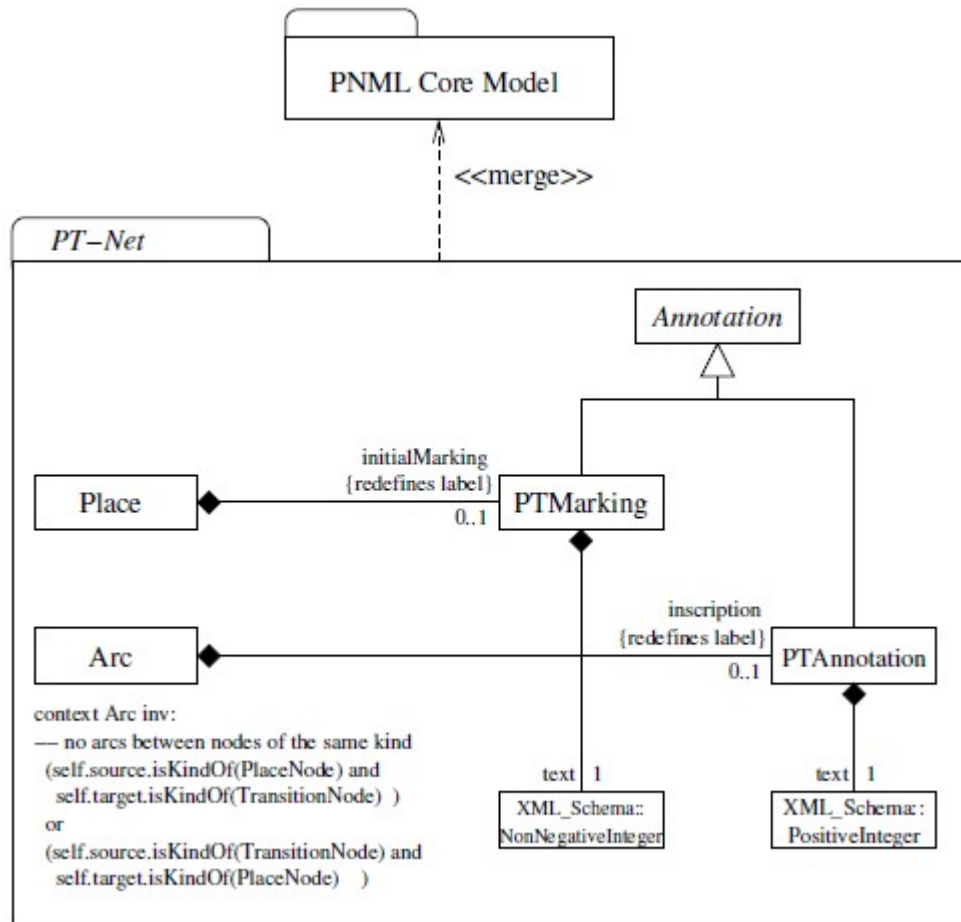 PNML Core Model
<<merge>>
PT–Net
Annotation
initialMarking
{redefines label}
Place
PTMarking
0..1
inscription
{redefines label}
Arc
PTAnnotation
0..1
context Arc inv:
–– no arcs between nodes of the same kind
(self.source.isKindOf(PlaceNode) and
self.target.isKindOf(TransitionNode) )
or
(self.source.isKindOf(TransitionNode) and
self.target.isKindOf(PlaceNode) )
text 1
XML_Schema::
NonNegativeInteger
text 1
XML_Schema::
PositiveInteger